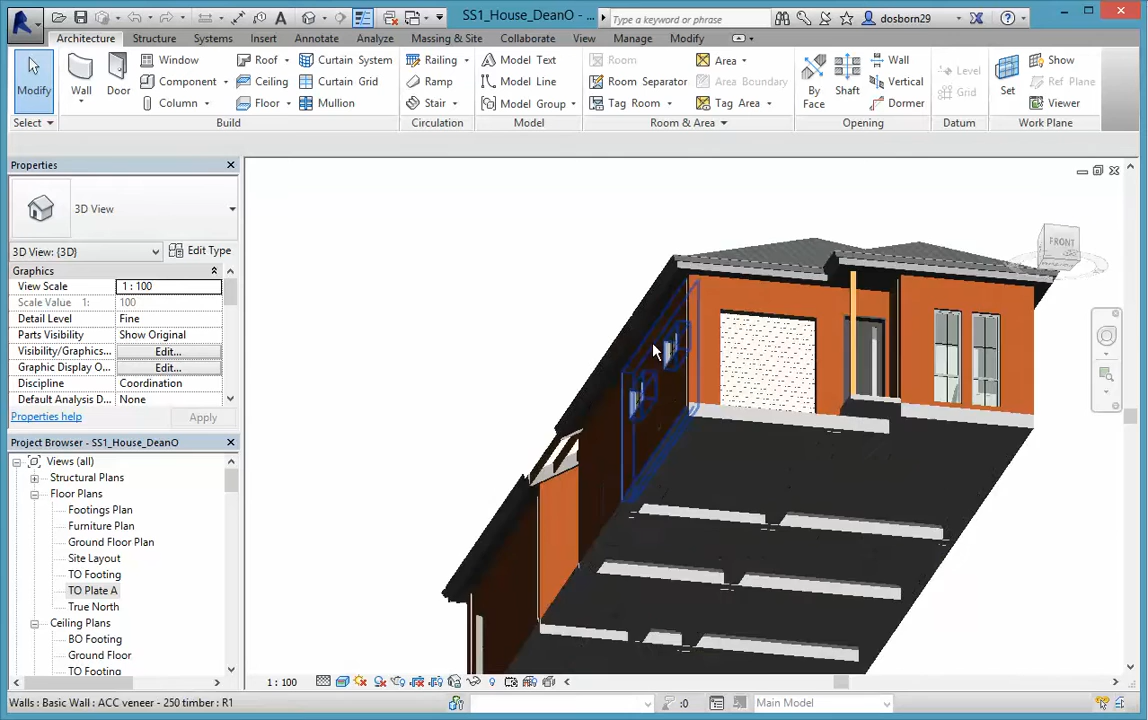 SS1_House_DeanO - ...
Type a keyword or phrase
dosborn29
Architecture
Structure
Systems
Insert
Annotate
Analyze
Massing & Site
Collaborate
View
Manage
Modify
Modify
Wall
Door
Window
Component
Column
Roof
Ceiling
Floor
Curtain System
Curtain Grid
Mullion
Railing
Ramp
Stair
Model Text
Model Line
Model Group
Room
Room Separator
Tag Room
Area
Area Boundary
Tag Area
By
Face
Shaft
Wall
Vertical
Dormer
Level
Grid
Set
Show
Ref Plane
Viewer
Select
Build
Circulation
Model
Room & Area
Opening
Datum
Work Plane
Properties
3D View
3D View: {3D}
Edit Type
Graphics
View Scale
1 : 100
Scale Value 1:
100
Detail Level
Fine
Parts Visibility
Show Original
Visibility/Graphics...
Edit...
Graphic Display O...
Edit...
Discipline
Coordination
Default Analysis D...
None
Properties help
Apply
Project Browser - SS1_House_DeanO
Views (all)
Structural Plans
Floor Plans
Footings Plan
Furniture Plan
Ground Floor Plan
Site Layout
TO Footing
TO Plate A
True North
Ceiling Plans
BO Footing
Ground Floor
TO Footing
FRONT
1 : 100
Walls : Basic Wall : ACC veneer - 250 timber : R1
:0
Main Model